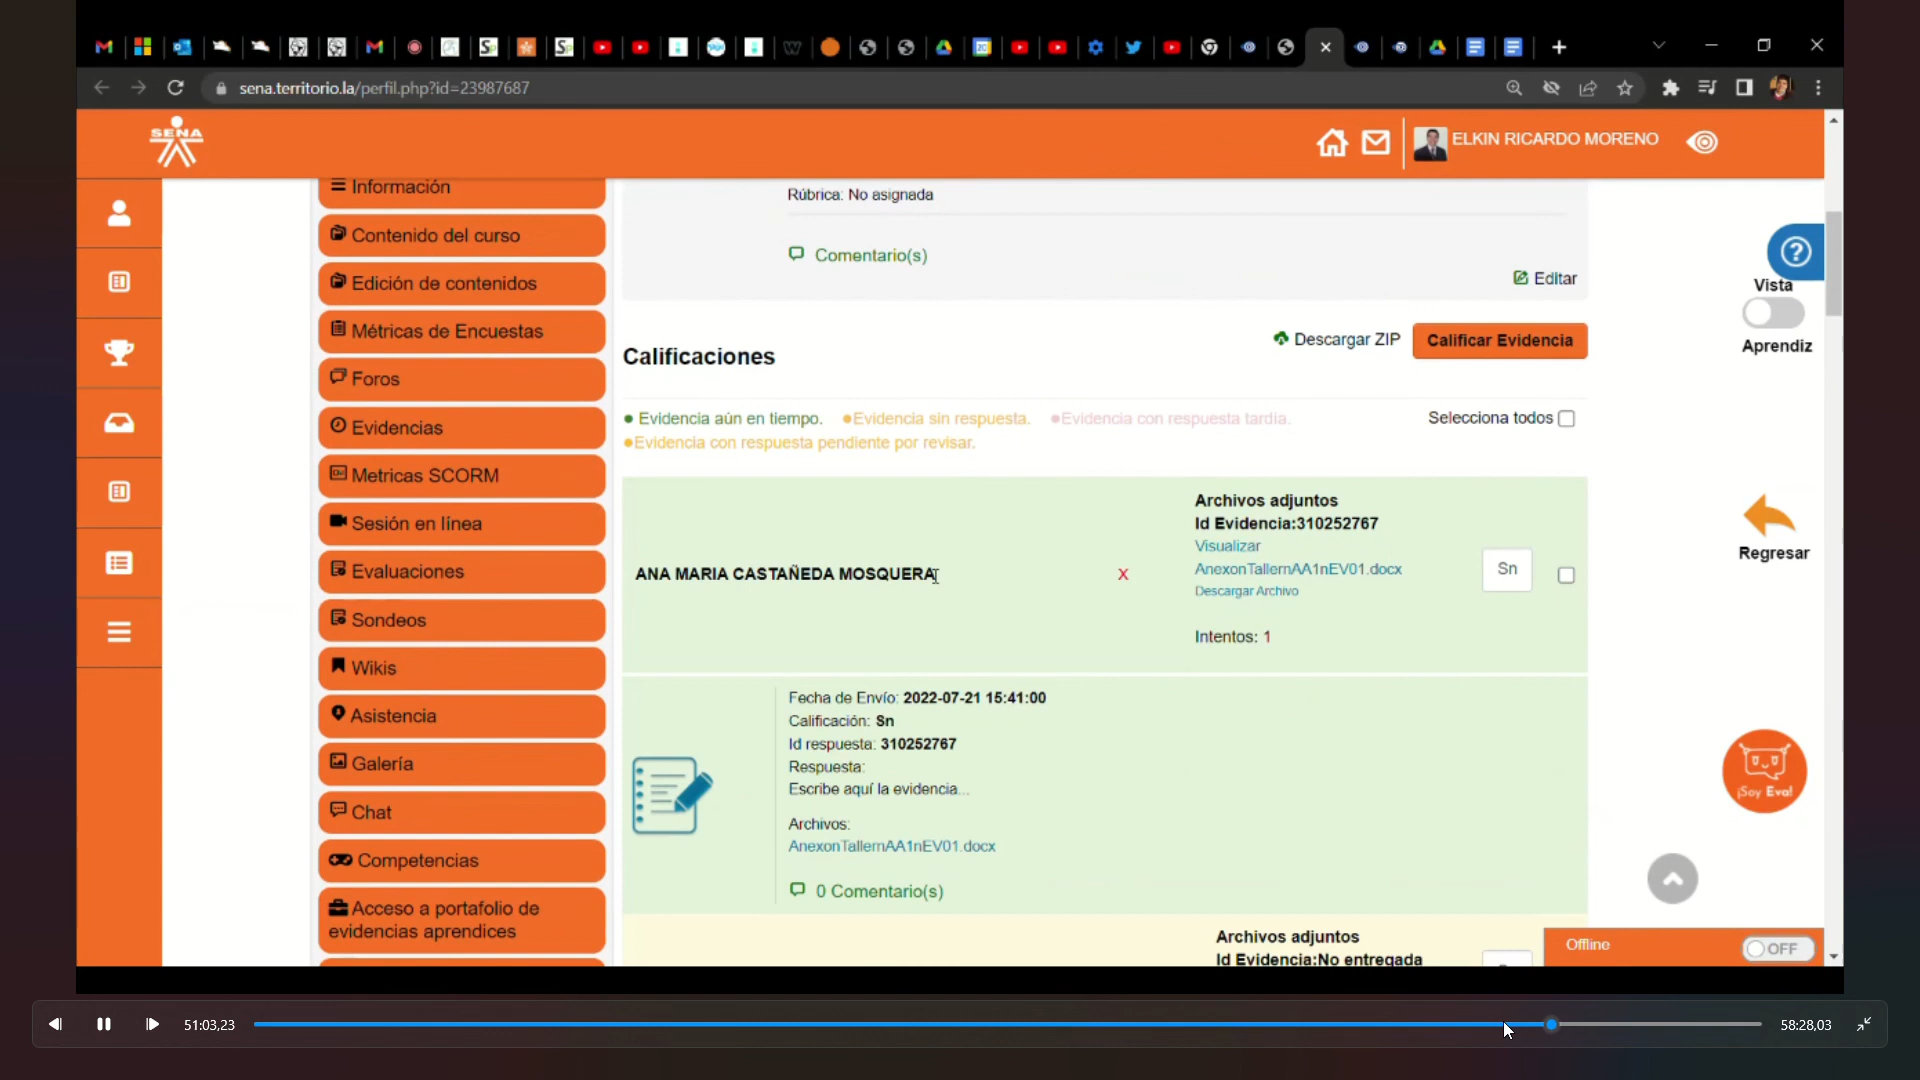 sena.territorio.la/perfil.php?id=23987687
SENA
ELKIN RICARDO MORENO
Información
Contenido del curso
Edición de contenidos
Métricas de Encuestas
Foros
Evidencias
Metricas SCORM
Sesión en línea
Evaluaciones
Sondeos
Wikis
Asistencia
Galería
Chat
Competencias
Acceso a portafolio de
evidencias aprendices
Rúbrica: No asignada
Comentario(s)
Editar
Calificaciones
Descargar ZIP
Calificar Evidencia
Evidencia aún en tiempo. Evidencia sin respuesta. Evidencia con respuesta tardía.
Evidencia con respuesta pendiente por revisar.
Selecciona todos
ANA MARIA CASTAÑEDA MOSQUERA
X
Archivos adjuntos
Id Evidencia:310252767
Visualizar
AnexonTallernAA1nEV01.docx
Descargar Archivo
Intentos: 1
Sn
Fecha de Envío: 2022-07-21 15:41:00
Calificación: Sn
Id respuesta: 310252767
Respuesta:
Escribe aquí la evidencia...
Archivos:
AnexonTallernAA1nEV01.docx
0 Comentario(s)
Archivos adjuntos
Id Evidencia:No entregada
Vista
Aprendiz
Regresar
¡Soy Eva!
Offline
OFF
51:03,23
58:28,03